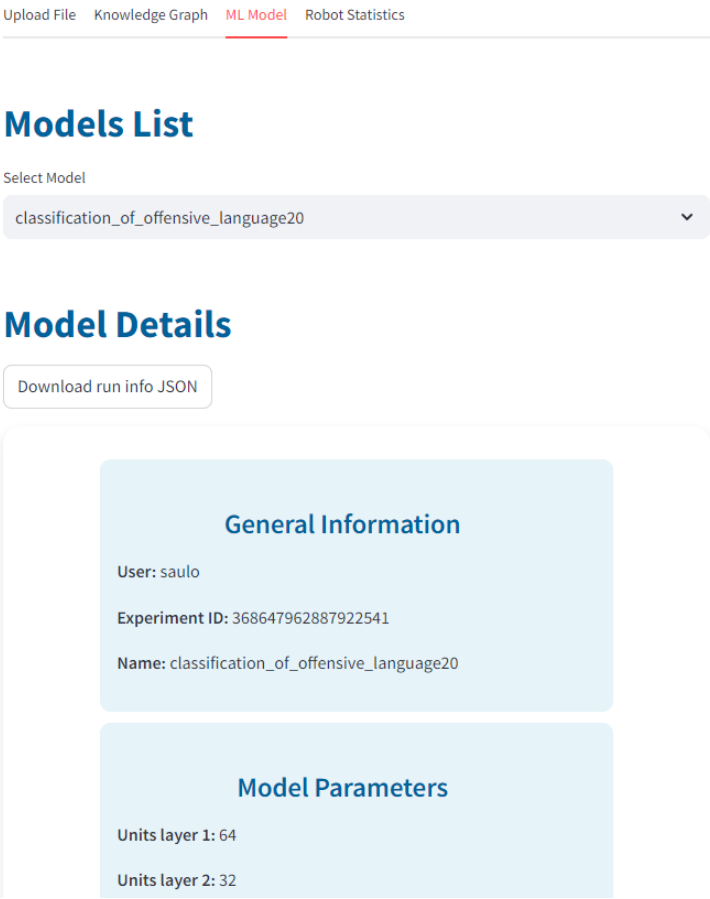 Upload File Knowledge Graph ML Model Robot Statistics
Models List
Select Model
classification_of_offensive_language20
Model Details
Download run info JSON
General Information
User: saulo
Experiment ID: 368647962887922541
Name: classification_of_offensive_language20
Model Parameters
Units layer 1: 64
Units layer 2: 32